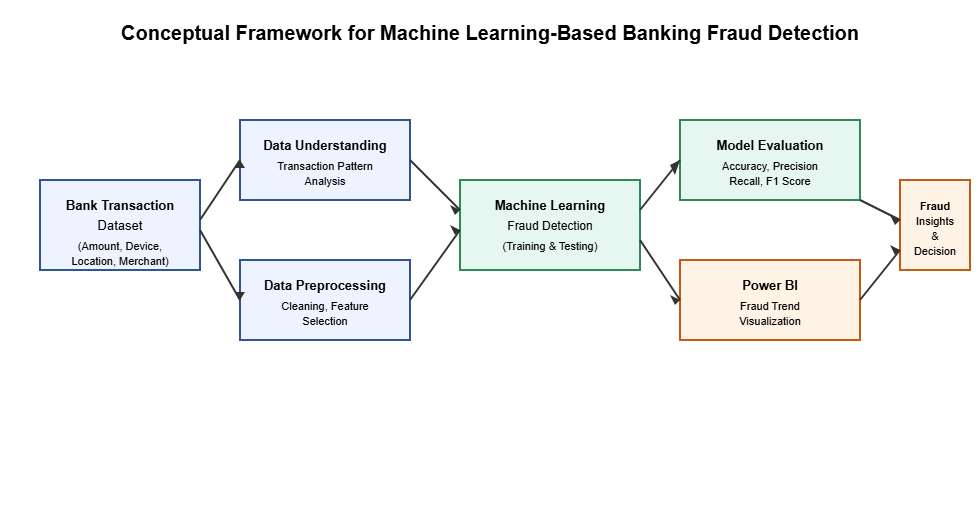 Conceptual Framework for Machine Learning-Based Banking Fraud Detection
Bank Transaction
Dataset
(Amount, Device,
Location, Merchant)
Data Understanding
Transaction Pattern
Analysis
Data Preprocessing
Cleaning, Feature
Selection
Machine Learning
Fraud Detection
(Training & Testing)
Model Evaluation
Accuracy, Precision
Recall, F1 Score
Power BI
Fraud Trend
Visualization
Fraud
Insights
&
Decision